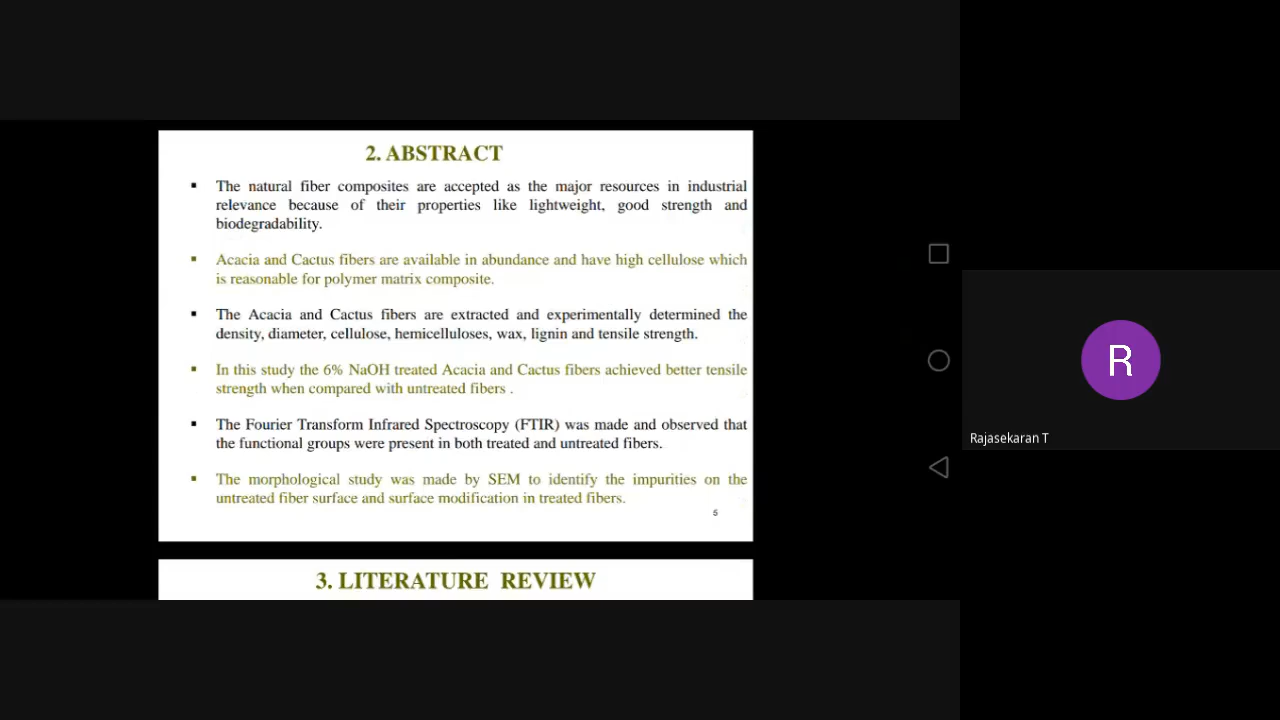 2. ABSTRACT
▪ The natural fiber composites are accepted as the major resources in industrial
relevance because of their properties like lightweight, good strength and
biodegradability.
▪ Acacia and Cactus fibers are available in abundance and have high cellulose which
is reasonable for polymer matrix composite.
▪ The Acacia and Cactus fibers are extracted and experimentally determined the
density, diameter, cellulose, hemicelluloses, wax, lignin and tensile strength.
▪ In this study the 6% NaOH treated Acacia and Cactus fibers achieved better tensile
strength when compared with untreated fibers .
▪ The Fourier Transform Infrared Spectroscopy (FTIR) was made and observed that
the functional groups were present in both treated and untreated fibers.
▪ The morphological study was made by SEM to identify the impurities on the
untreated fiber surface and surface modification in treated fibers.
5
3. LITERATURE REVIEW
R
Rajasekaran T